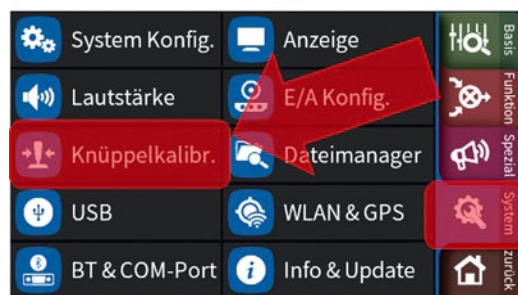 System Konfig.
Anzeige
Lautstärke
E/A Konfig.
Knüppelkalibr.
Dateimanager
USB
WLAN & GPS
BT & COM-Port
Info & Update
Basis
Funktion
Spezial
System
zurück